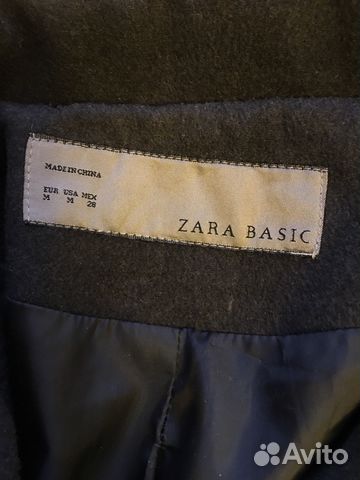 MADE IN CHINA
EUR USA MEX
M M 28
ZARA BASIC
Avito